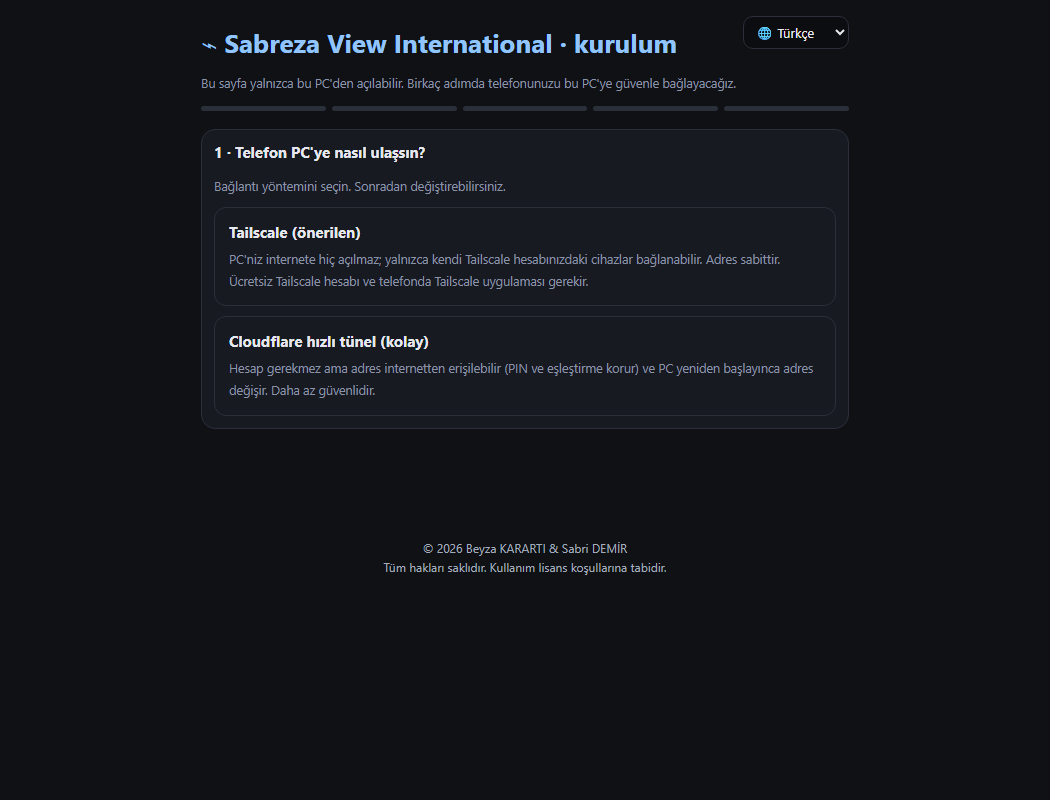 Sabreza View International · kurulum
Türkçe
Bu sayfa yalnızca bu PC'den açılabilir. Birkaç adımda telefonunuzu bu PC'ye güvenle bağlayacağız.
1 · Telefon PC'ye nasıl ulaşsın?
Bağlantı yöntemini seçin. Sonradan değiştirebilirsiniz.
Tailscale (önerilen)
PC'niz internete hiç açılmaz; yalnızca kendi Tailscale hesabınızdaki cihazlar bağlanabilir. Adres sabittir.
Ücretsiz Tailscale hesabı ve telefonda Tailscale uygulaması gerekir.
Cloudflare hızlı tünel (kolay)
Hesap gerekmez ama adres internetten erişilebilir (PIN ve eşleştirme korur) ve PC yeniden başlayınca adres
değişir. Daha az güvenlidir.
© 2026 Beyza KARARTI & Sabri DEMİR
Tüm hakları saklıdır. Kullanım lisans koşullarına tabidir.